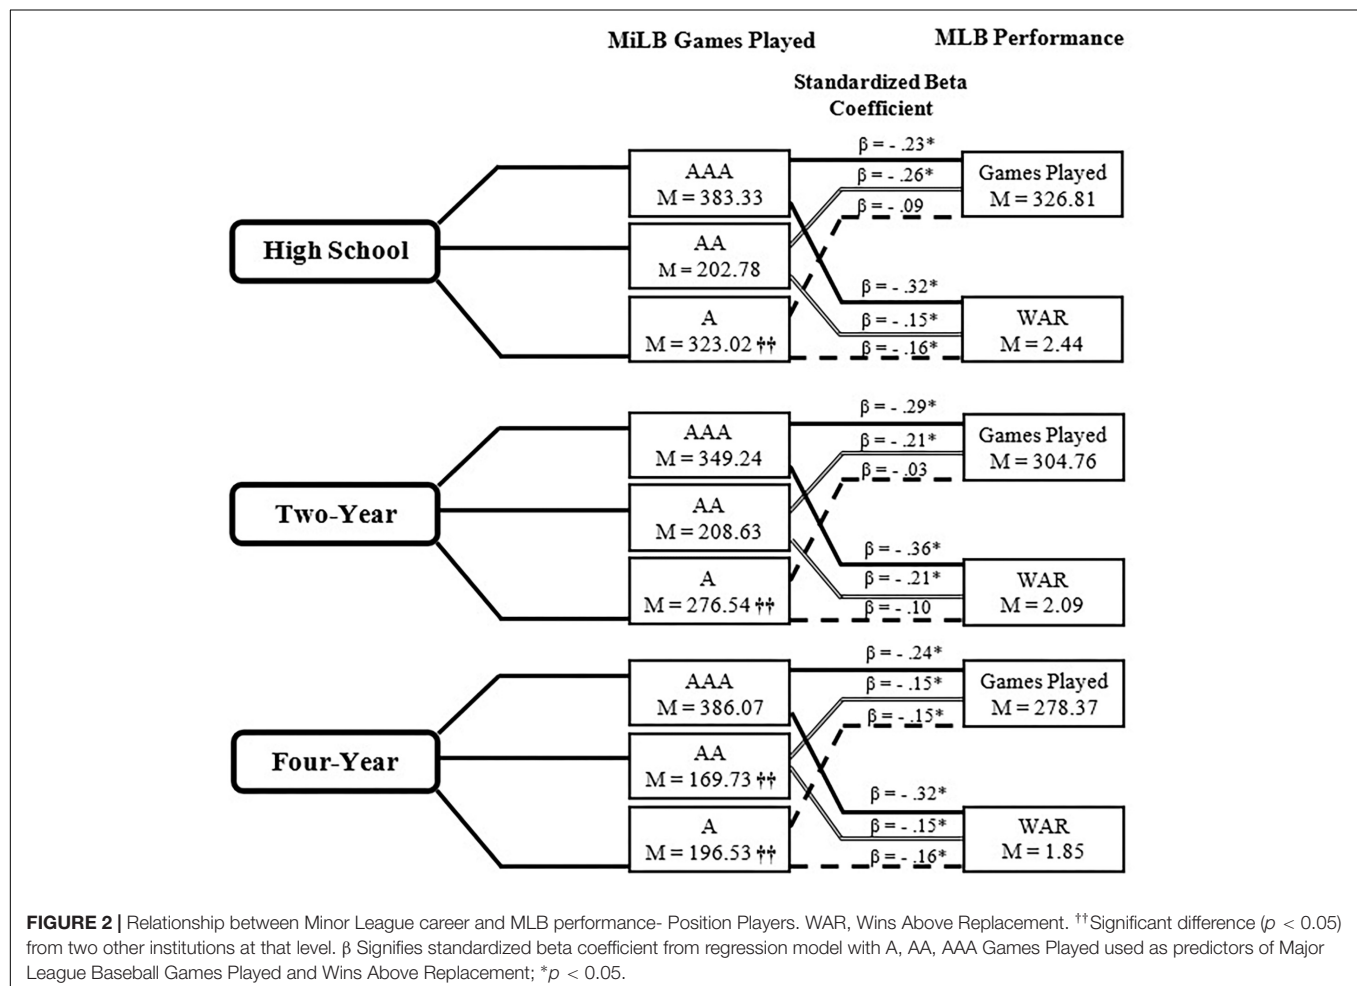 MiLB Games Played
MLB Performance
Standardized Beta
Coefficient
High School
AAA
M = 383.33
AA
M = 202.78
A
M = 323.02 ††
β = - .23*
β = - .26*
β = - .09
β = - .32*
β = - .15*
β = - .16*
Games Played
M = 326.81
WAR
M = 2.44
Two-Year
AAA
M = 349.24
AA
M = 208.63
A
M = 276.54 ††
β = - .29*
β = - .21*
β = - .03
β = - .36*
β = - .21*
β = - .10
Games Played
M = 304.76
WAR
M = 2.09
Four-Year
AAA
M = 386.07
AA
M = 169.73 ††
A
M = 196.53 ††
β = - .24*
β = - .15*
β = - .15*
β = - .32*
β = - .15*
β = - .16*
Games Played
M = 278.37
WAR
M = 1.85
FIGURE 2 | Relationship between Minor League career and MLB performance- Position Players. WAR, Wins Above Replacement. ††Significant difference (p < 0.05)
from two other institutions at that level. β Signifies standardized beta coefficient from regression model with A, AA, AAA Games Played used as predictors of Major
League Baseball Games Played and Wins Above Replacement; *p < 0.05.